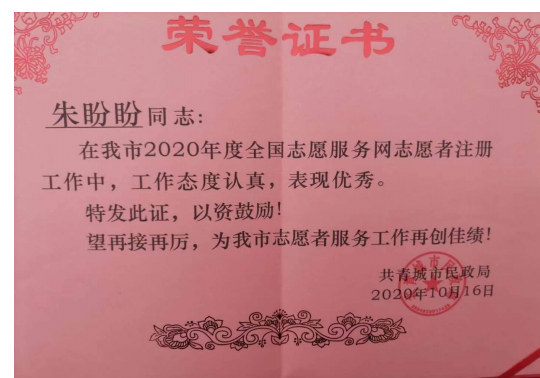 荣誉证书
朱盼盼同志:
在我市2020年度全国志愿服务网志愿者注册
工作中，工作态度认真，表现优秀。
特发此证，以资鼓励!
望再接再厉，为我市志愿者服务工作再创佳绩!
共青城市民政局
2020年10月16日